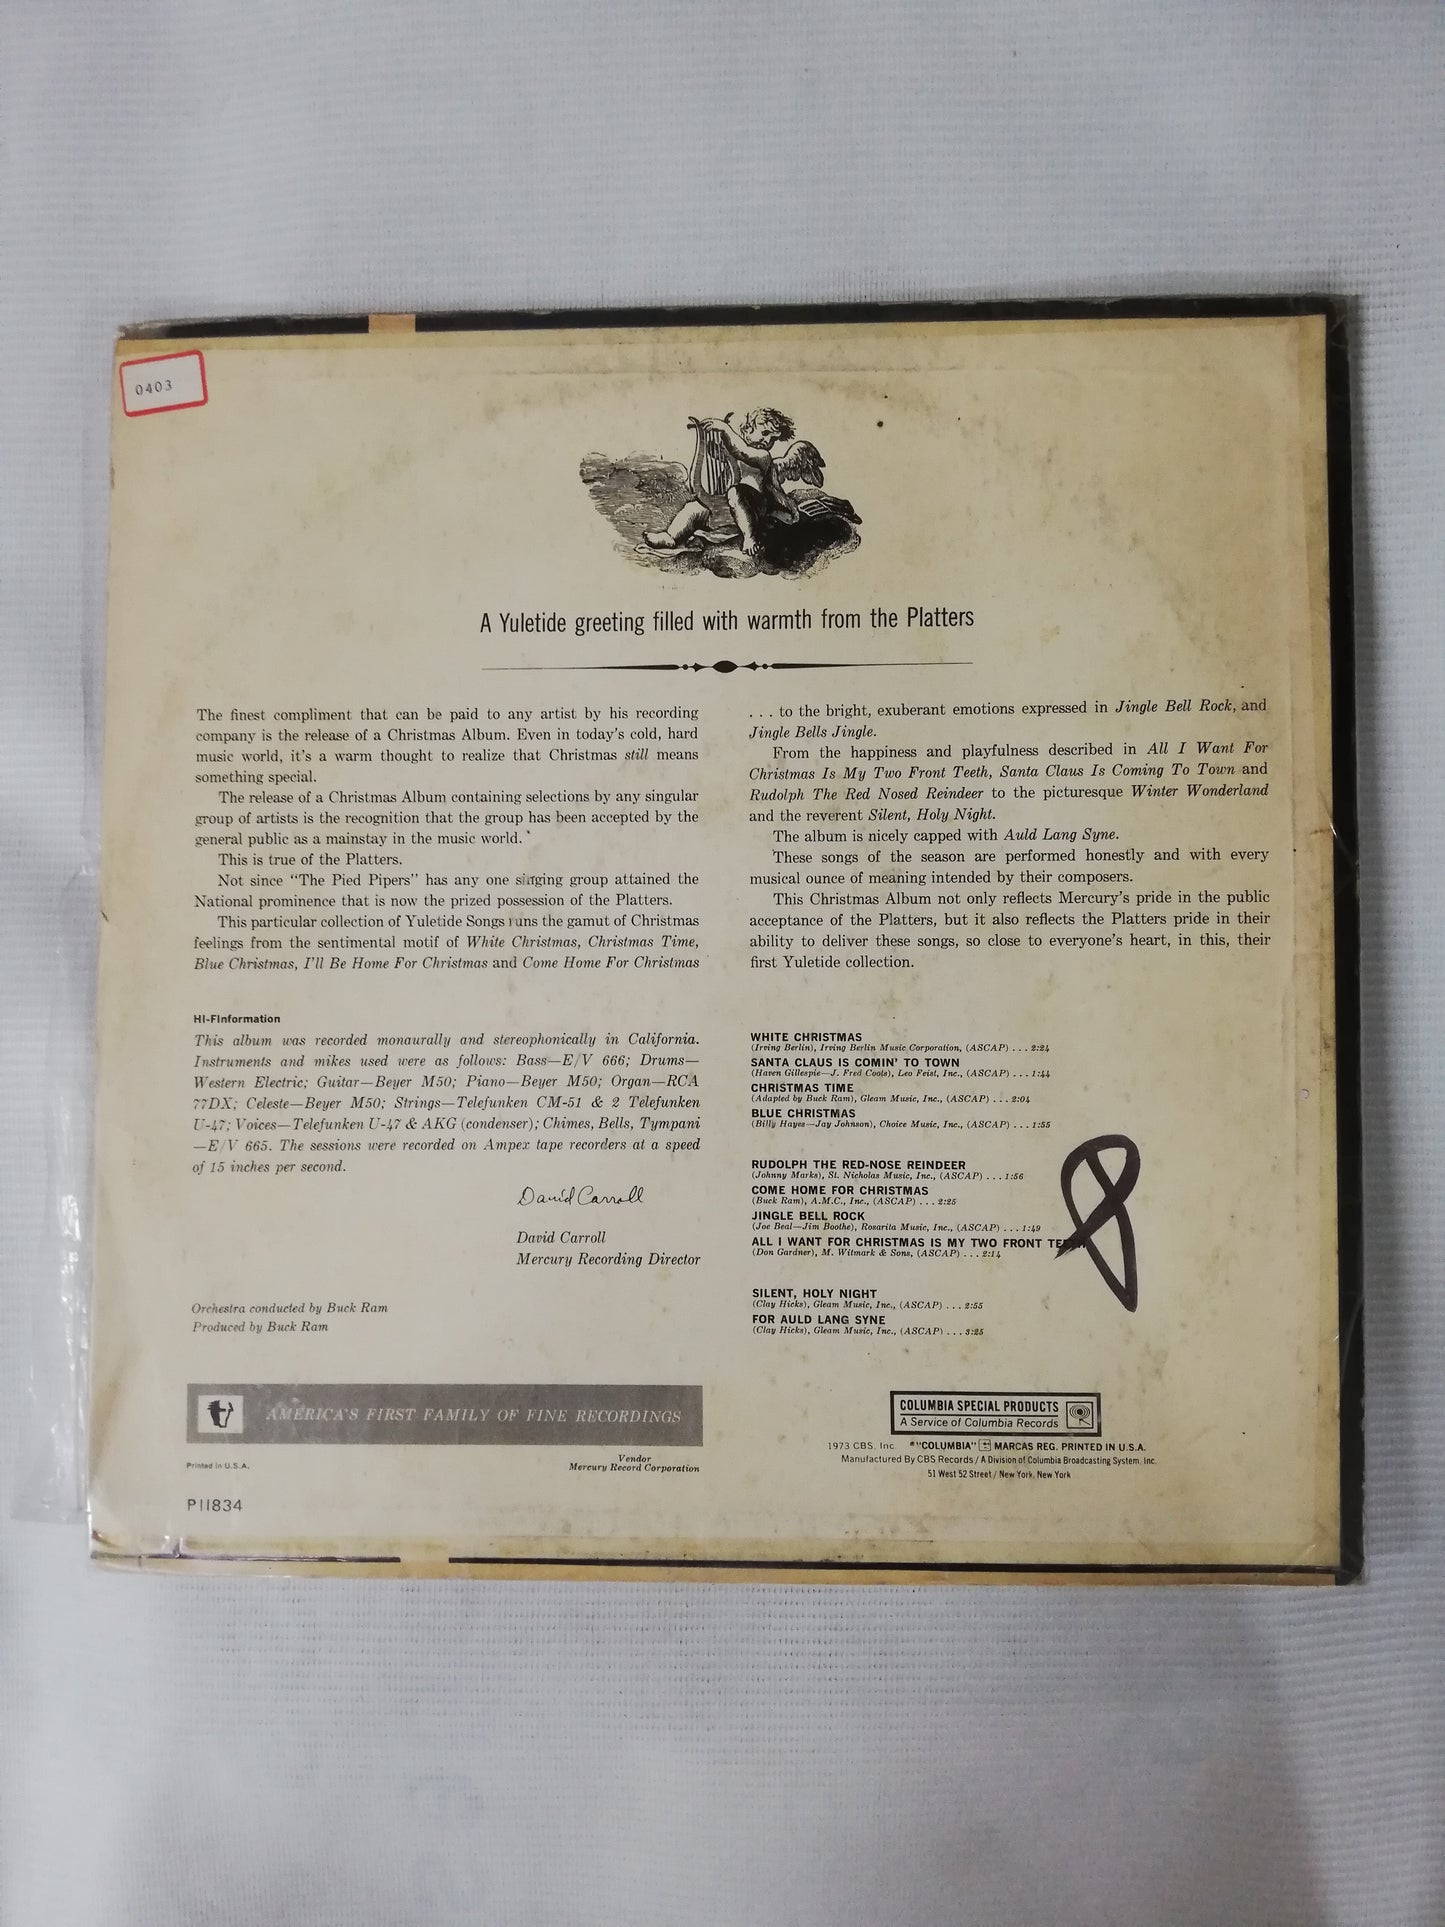 0403
A Yuletide greeting filled with warmth from the Platters
The finest compliment that can be paid to any artist by his recording
company is the release of a Christmas Album. Even in today's cold, hard
music world, it's a warm thought to realize that Christmas still means
something special.
The release of a Christmas Album containing selections by any singular
group of artists is the recognition that the group has been accepted by the
general public as a mainstay in the music world.
This is true of the Platters.
Not since "The Pied Pipers" has any one singing group attained the
National prominence that is now the prized possession of the Platters.
This particular collection of Yuletide Songs runs the gamut of Christmas
feelings from the sentimental motif of White Christmas, Christmas Time,
Blue Christmas, I'll Be Home For Christmas and Come Home For Christmas
. . . to the bright, exuberant emotions expressed in Jingle Bell Rock, and
Jingle Bells Jingle.
From the happiness and playfulness described in All I Want For
Christmas Is My Two Front Teeth, Santa Claus Is Coming To Town and
Rudolph The Red Nosed Reindeer to the picturesque Winter Wonderland
and the reverent Silent, Holy Night.
The album is nicely capped with Auld Lang Syne.
These songs of the season are performed honestly and with every
musical ounce of meaning intended by their composers.
This Christmas Album not only reflects Mercury's pride in the public
acceptance of the Platters, but it also reflects the Platters pride in their
ability to deliver these songs, so close to everyone's heart, in this, their
first Yuletide collection.
HI-FInformation
This album was recorded monaurally and stereophonically in California.
Instruments and mikes used were as follows: Bass—E/V 666; Drums—
Western Electric; Guitar—Beyer M50; Piano—Beyer M50; Organ—RCA
77DX; Celeste—Beyer M50; Strings—Telefunken CM-51 & 2 Telefunken
U-47; Voices—Telefunken U-47 & AKG (condenser); Chimes, Bells, Tympani
—E/V 665. The sessions were recorded on Ampex tape recorders at a speed
of 15 inches per second.
David Carroll
David Carroll
Mercury Recording Director
Orchestra conducted by Buck Ram
Produced by Buck Ram
WHITE CHRISTMAS
(Irving Berlin), Irving Berlin Music Corporation, (ASCAP) . . . 2:24
SANTA CLAUS IS COMIN' TO TOWN
(Haven Gillespie—J. Fred Coots), Leo Feist, Inc., (ASCAP) . . . 1:44
CHRISTMAS TIME
(Adapted by Buck Ram), Gleam Music, Inc., (ASCAP) . . . 2:04
BLUE CHRISTMAS
(Billy Hayes—Jay Johnson), Choice Music, Inc., (ASCAP) . . . 1:55
RUDOLPH THE RED-NOSE REINDEER
(Johnny Marks), St. Nicholas Music, Inc., (ASCAP) . . . 1:56
COME HOME FOR CHRISTMAS
(Buck Ram), A.M.C., Inc., (ASCAP) . . . 2:25
JINGLE BELL ROCK
(Joe Beal—Jim Boothe), Rosarita Music, Inc., (ASCAP) . . . 1:49
ALL I WANT FOR CHRISTMAS IS MY TWO FRONT TEETH
(Don Gardner), M. Witmark & Sons, (ASCAP) . . . 2:14
SILENT, HOLY NIGHT
(Clay Hicks), Gleam Music, Inc., (ASCAP) . . . 2:55
FOR AULD LANG SYNE
(Clay Hicks), Gleam Music, Inc., (ASCAP) . . . 3:25
8
AMERICA'S FIRST FAMILY OF FINE RECORDINGS
Printed in U.S.A.
Vendor
Mercury Record Corporation
P11834
COLUMBIA SPECIAL PRODUCTS
A Service of Columbia Records
1973 CBS, Inc. ®"COLUMBIA" MARCAS REG. PRINTED IN U.S.A.
Manufactured By CBS Records / A Division of Columbia Broadcasting System, Inc.
51 West 52 Street / New York, New York